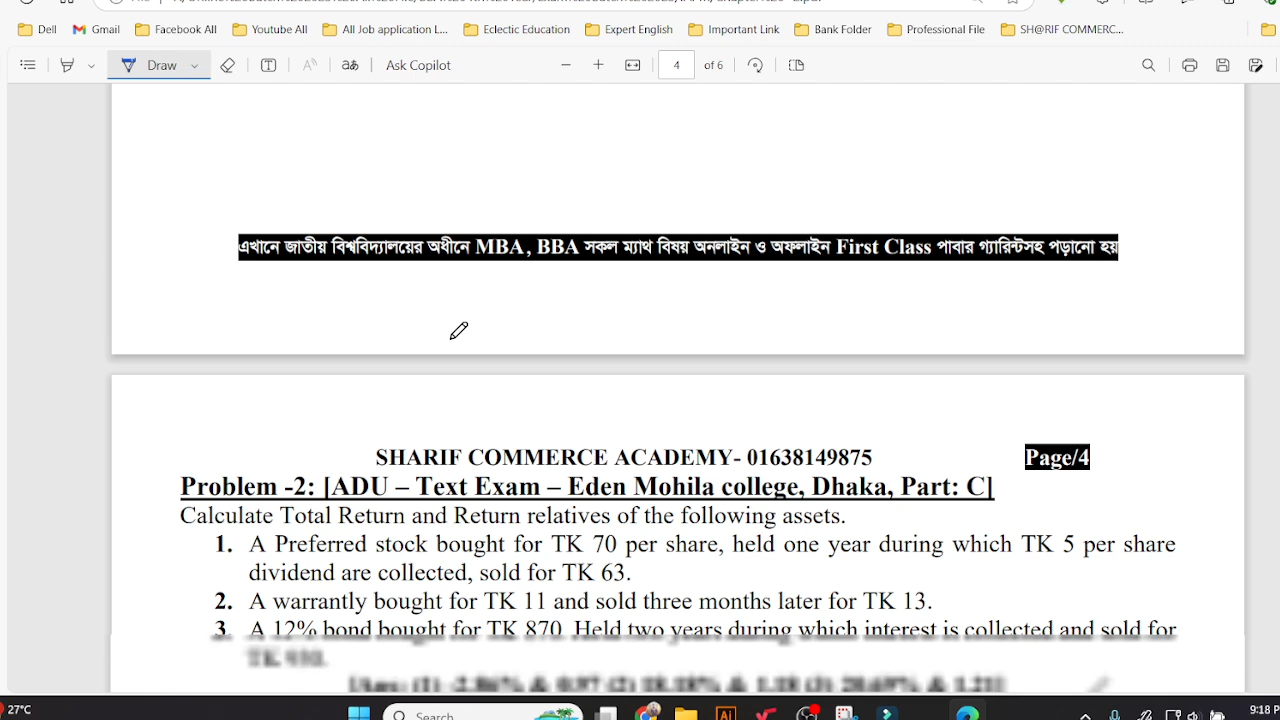 Dell
Gmail
Facebook All
Youtube All
All Job application L...
Eclectic Education
Expert English
Important Link
Bank Folder
Professional File
SH@RIF COMMERC...
Draw
aあ
Ask Copilot
4
of 6
এখানে জাতীয় বিশ্ববিদ্যালয়ের অধীনে MBA, BBA সকল ম্যাথ বিষয় অনলাইন ও অফলাইন First Class পাবার গ্যারিন্টসহ পড়ানো হয়
SHARIF COMMERCE ACADEMY- 01638149875
Page/4
Problem -2: [ADU – Text Exam – Eden Mohila college, Dhaka, Part: C]
Calculate Total Return and Return relatives of the following assets.
1. A Preferred stock bought for TK 70 per share, held one year during which TK 5 per share
dividend are collected, sold for TK 63.
2. A warrantly bought for TK 11 and sold three months later for TK 13.
3. A 12% bond bought for TK 870. Held two years during which interest is collected and sold for
27°C
Search
9:18 P